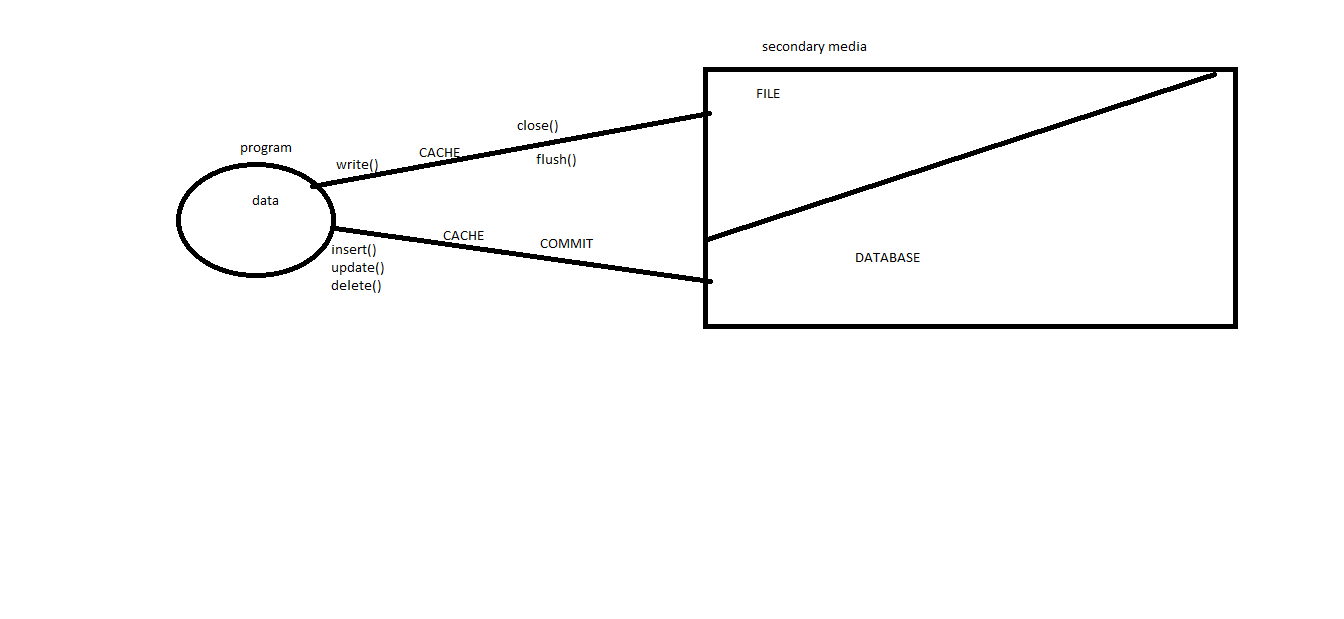 secondary media
FILE
close()
program
CACHE
flush()
write()
data
CACHE
COMMIT
insert()
update()
delete()
DATABASE